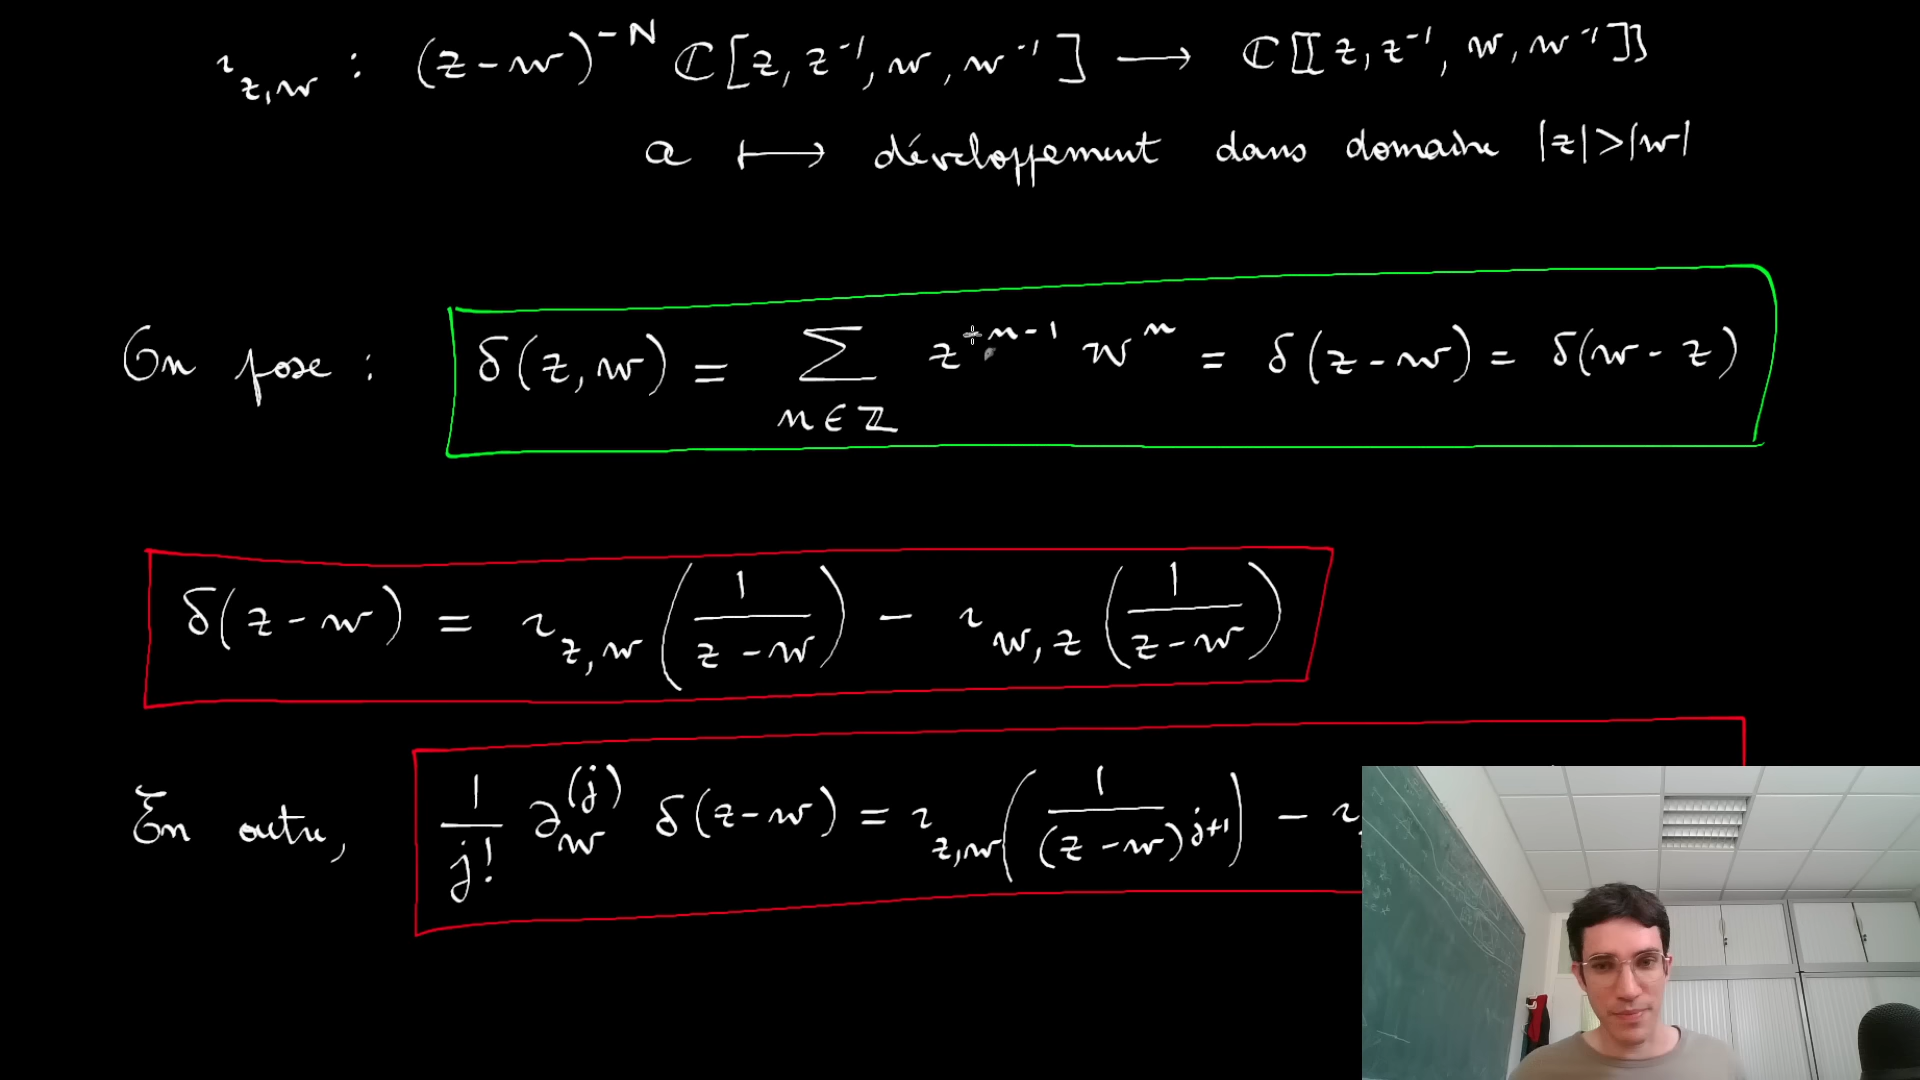 ι_{z,w} : (z-w)^{-N} ℂ[z, z^{-1}, w, w^{-1}] ⟶ ℂ[[z, z^{-1}, w, w^{-1}]]
a ⟼ développement dans domaine |z|>|w|
On pose : δ(z,w) = ∑_{n∈ℤ} z^{-n-1} w^n = δ(z-w) = δ(w-z)
δ(z-w) = ι_{z,w}(1/(z-w)) - ι_{w,z}(1/(z-w))
En outre, 1/j! ∂_w^{(j)} δ(z-w) = ι_{z,w}(1/(z-w)^{j+1}) - ι